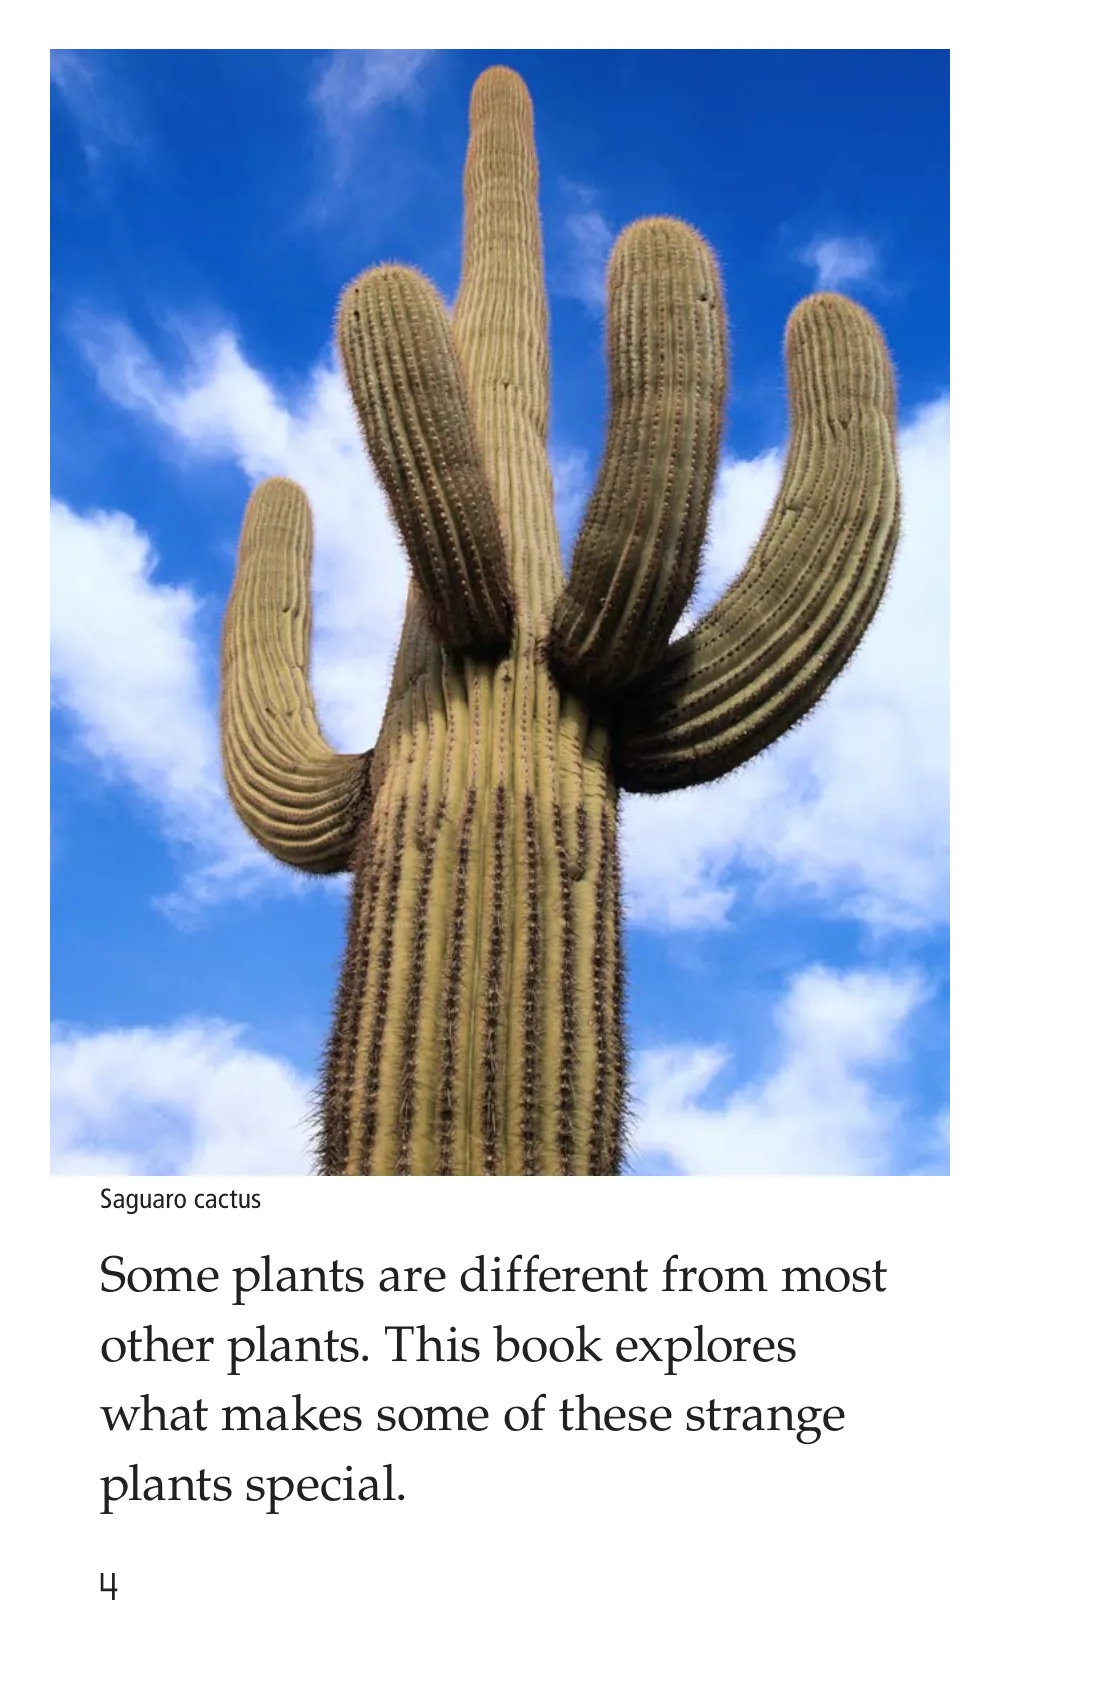 Saguaro cactus
Some plants are different from most
other plants. This book explores
what makes some of these strange
plants special.
4